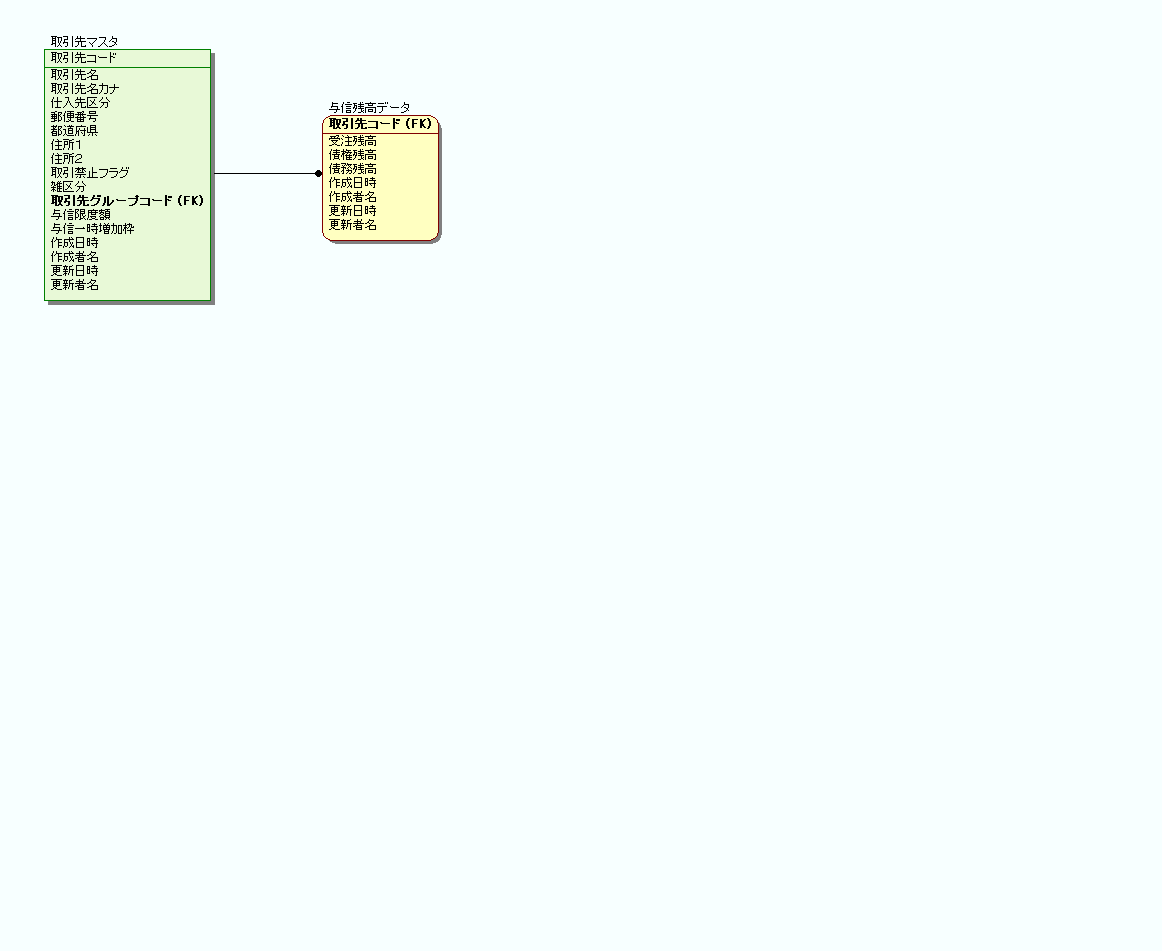 取引先マスタ
取引先コード
取引先名
取引先名カナ
仕入先区分
郵便番号
都道府県
住所1
住所2
取引禁止フラグ
雑区分
取引先グループコード (FK)
与信限度額
与信一時増加枠
作成日時
作成者名
更新日時
更新者名
与信残高データ
取引先コード (FK)
受注残高
債権残高
債務残高
作成日時
作成者名
更新日時
更新者名